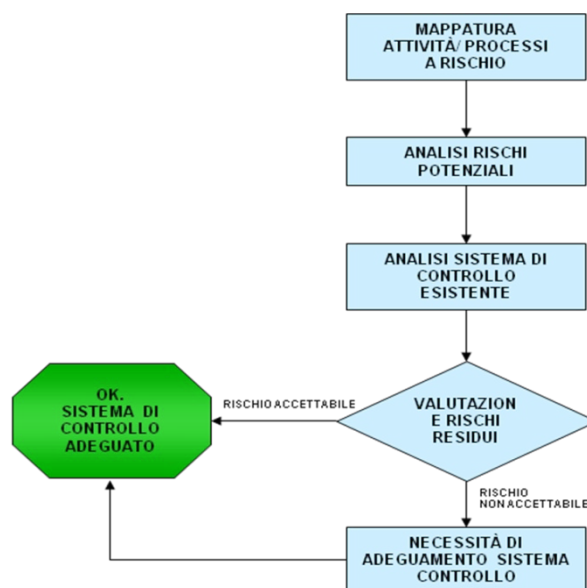 MAPPATURA
ATTIVITÀ/ PROCESSI
A RISCHIO
ANALISI RISCHI
POTENZIALI
ANALISI SISTEMA DI
CONTROLLO
ESISTENTE
OK.
SISTEMA DI
CONTROLLO
ADEGUATO
RISCHIO ACCETTABILE
VALUTAZION
E RISCHI
RESIDUI
RISCHIO
NON ACCETTABILE
NECESSITÀ DI
ADEGUAMENTO SISTEMA
CONTROLLO